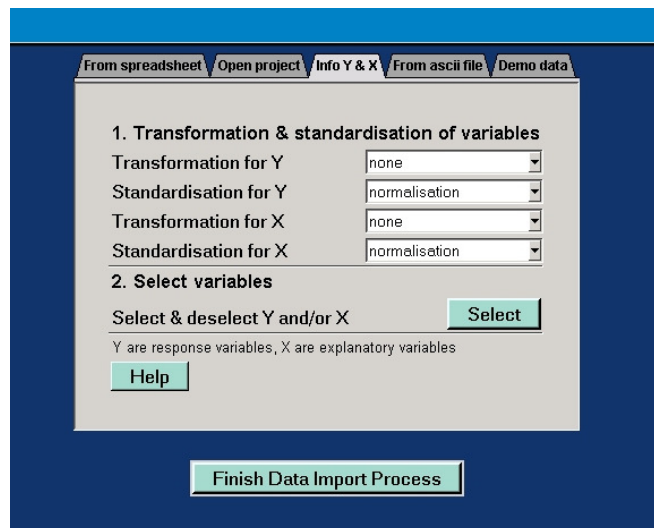 From spreadsheet Open project Info Y & X From ascii file Demo data
1. Transformation & standardisation of variables
Transformation for Y none
Standardisation for Y normalisation
Transformation for X none
Standardisation for X normalisation
2. Select variables
Select & deselect Y and/or X Select
Y are response variables, X are explanatory variables
Help
Finish Data Import Process